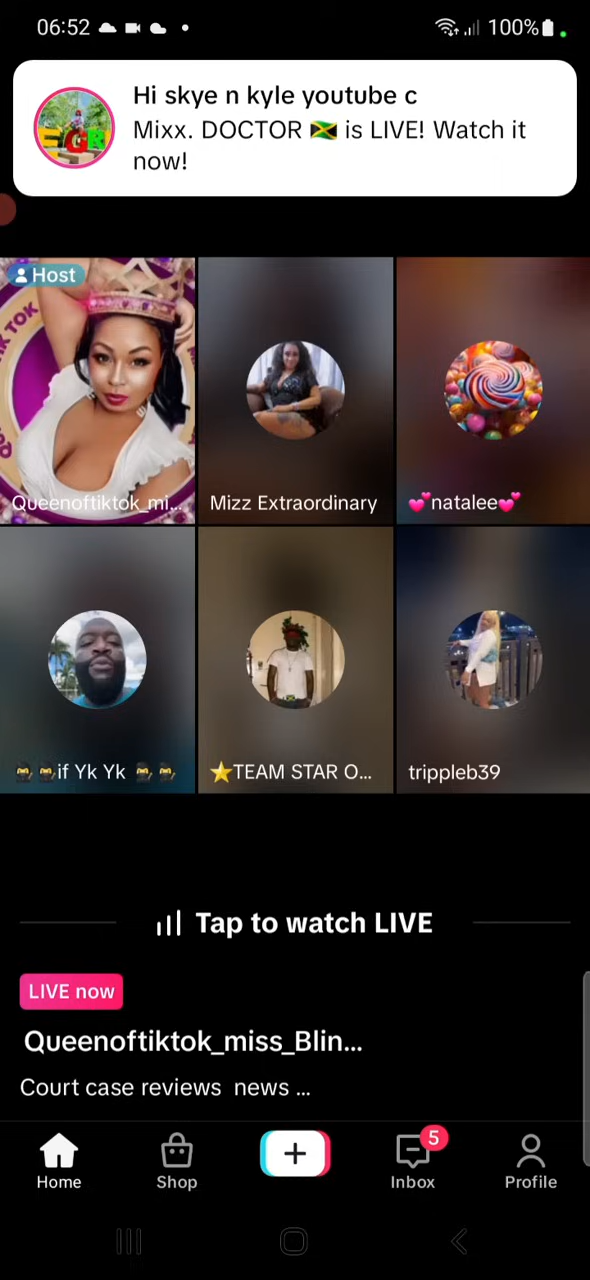 06:52
100%
Hi skye n kyle youtube c
Mixx. DOCTOR 🇯🇲 is LIVE! Watch it
now!
Host
Queenoftiktok_mi...
Mizz Extraordinary
💕natalee💕
if Yk Yk
⭐TEAM STAR O...
trippleb39
Tap to watch LIVE
LIVE now
Queenoftiktok_miss_Blin...
Court case reviews news ...
5
Home
Shop
Inbox
Profile